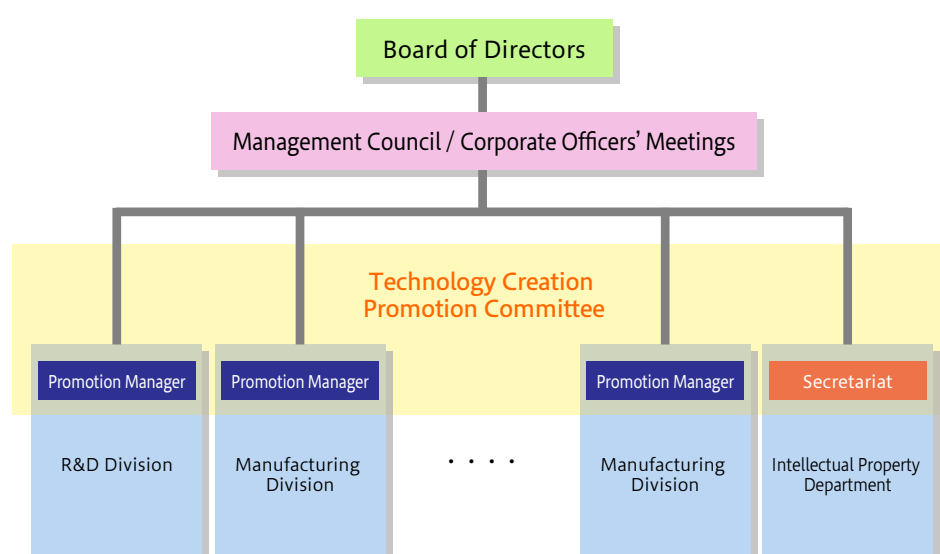 Board of Directors
Management Council / Corporate Officers’ Meetings
Technology Creation
Promotion Committee
Promotion Manager
Promotion Manager
Promotion Manager
Secretariat
R&D Division
Manufacturing
Division
· · · ·
Manufacturing
Division
Intellectual Property
Department